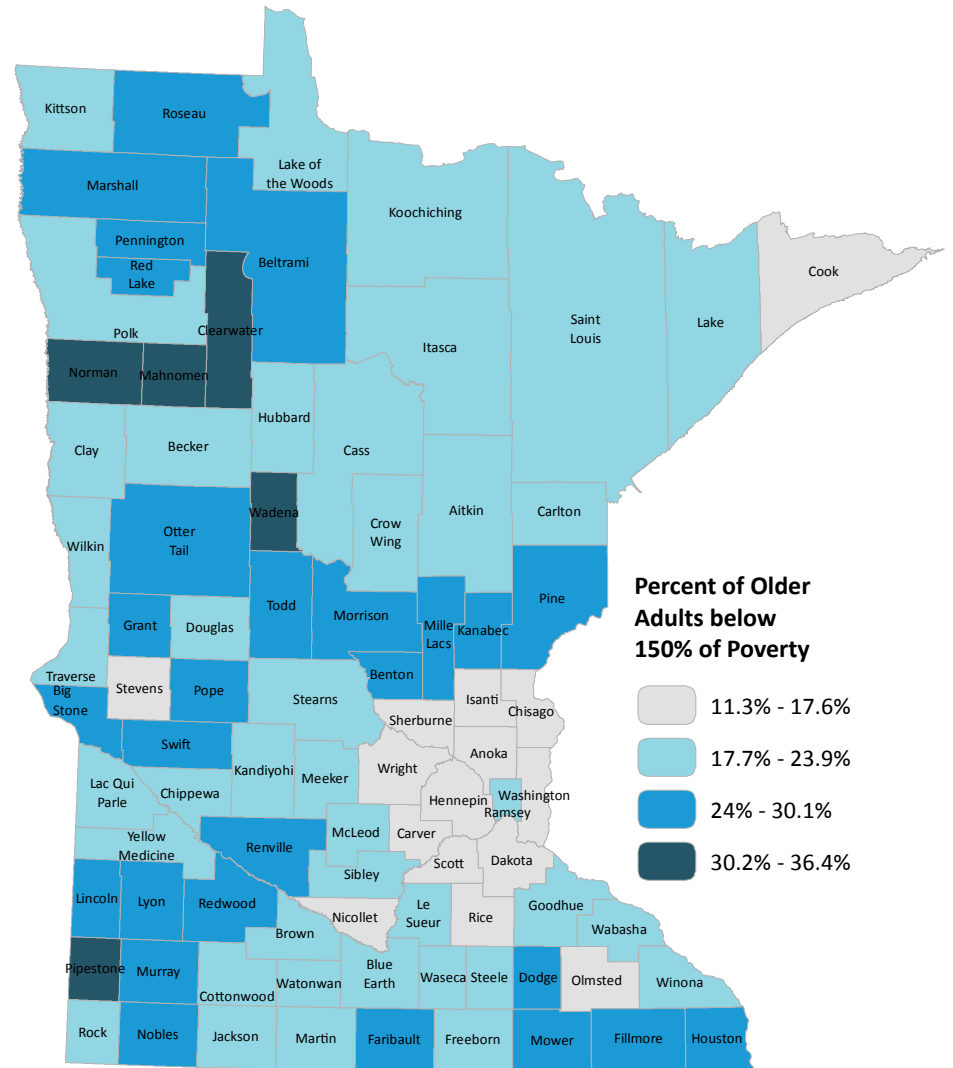 Kittson
Roseau
Lake of
the Woods
Marshall
Koochiching
Pennington
Red
Lake
Beltrami
Cook
Polk
Clearwater
Saint
Louis
Lake
Itasca
Norman
Mahnomen
Hubbard
Clay
Becker
Cass
Wadena
Aitkin
Carlton
Crow
Wing
Wilkin
Otter
Tail
Todd
Morrison
Mille
Lacs
Kanabec
Pine
Grant
Douglas
Benton
Traverse
Big
Stone
Stevens
Pope
Stearns
Isanti
Chisago
Sherburne
Swift
Anoka
Kandiyohi
Meeker
Wright
Lac Qui
Parle
Chippewa
Hennepin
Washington
Ramsey
McLeod
Carver
Yellow
Medicine
Renville
Scott
Dakota
Sibley
Lincoln
Lyon
Redwood
Nicollet
Le
Sueur
Rice
Goodhue
Brown
Wabasha
Pipestone
Murray
Cottonwood
Watonwan
Blue
Earth
Waseca
Steele
Dodge
Olmsted
Winona
Rock
Nobles
Jackson
Martin
Faribault
Freeborn
Mower
Fillmore
Houston
Percent of Older
Adults below
150% of Poverty
11.3% - 17.6%
17.7% - 23.9%
24% - 30.1%
30.2% - 36.4%